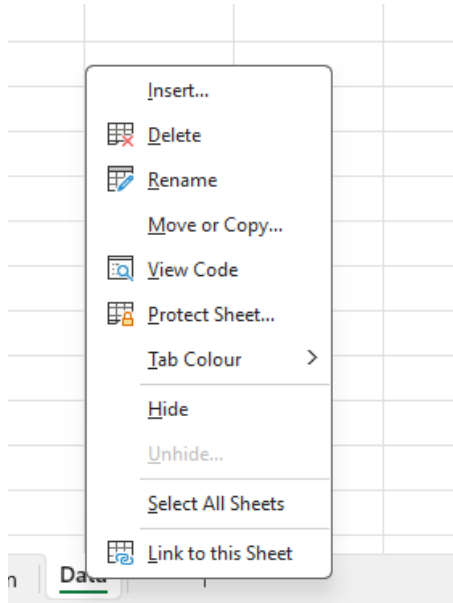 Insert...
Delete
Rename
Move or Copy...
View Code
Protect Sheet...
Tab Colour
Hide
Unhide...
Select All Sheets
Link to this Sheet
n
Data